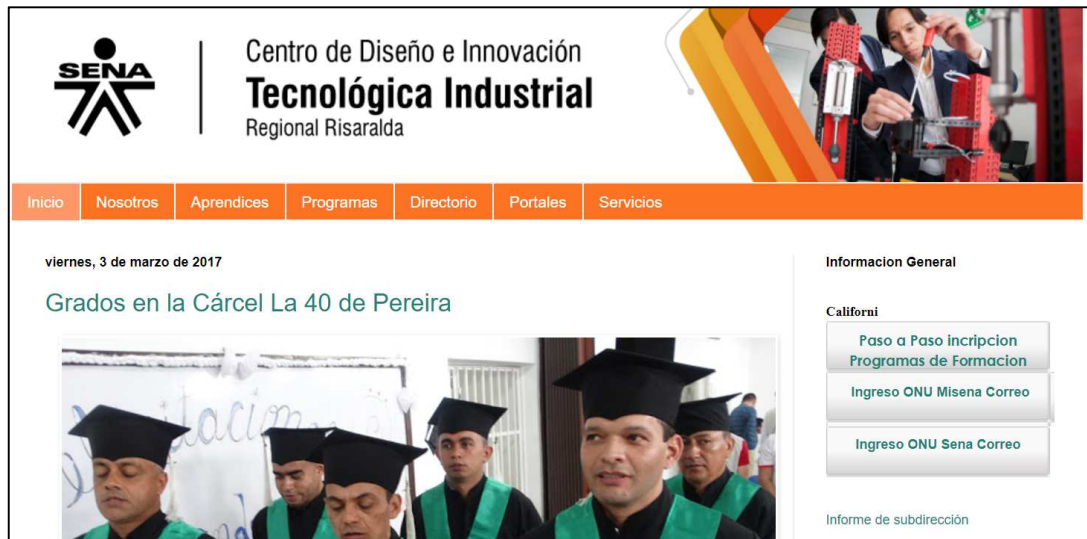 SENA
Centro de Diseño e Innovación
Tecnológica Industrial
Regional Risaralda
Inicio Nosotros Aprendices Programas Directorio Portales Servicios
viernes, 3 de marzo de 2017
Grados en la Cárcel La 40 de Pereira
Informacion General
Californi
Paso a Paso incripcion
Programas de Formacion
Ingreso ONU Misena Correo
Ingreso ONU Sena Correo
Informe de subdirección